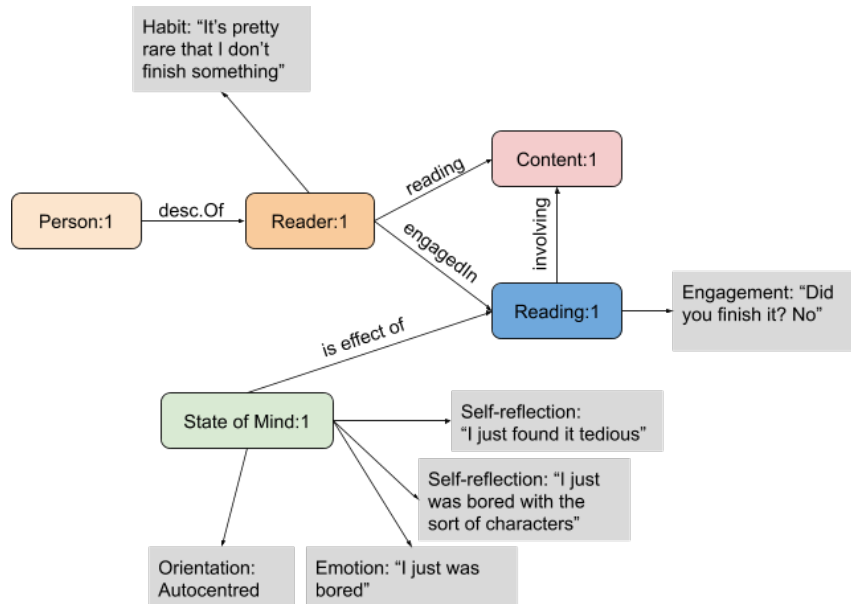 Habit: “It’s pretty
rare that I don’t
finish something”
Content:1
reading
Person:1
desc.Of
Reader:1
engagedIn
involving
Reading:1
Engagement: “Did
you finish it? No”
is effect of
State of Mind:1
Self-reflection:
“I just found it tedious”
Self-reflection: “I just
was bored with the
sort of characters”
Orientation:
Autocentred
Emotion: “I just was
bored”